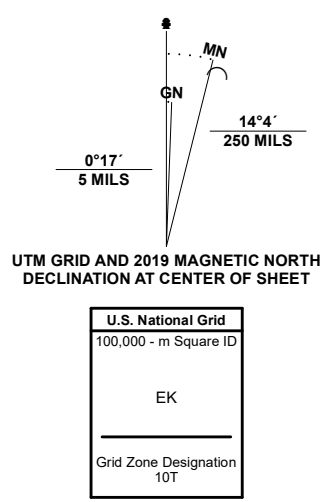 MN
GN
0°17´
5 MILS
14°4´
250 MILS
UTM GRID AND 2019 MAGNETIC NORTH
DECLINATION AT CENTER OF SHEET
U.S. National Grid
100,000 - m Square ID
EK
Grid Zone Designation
10T